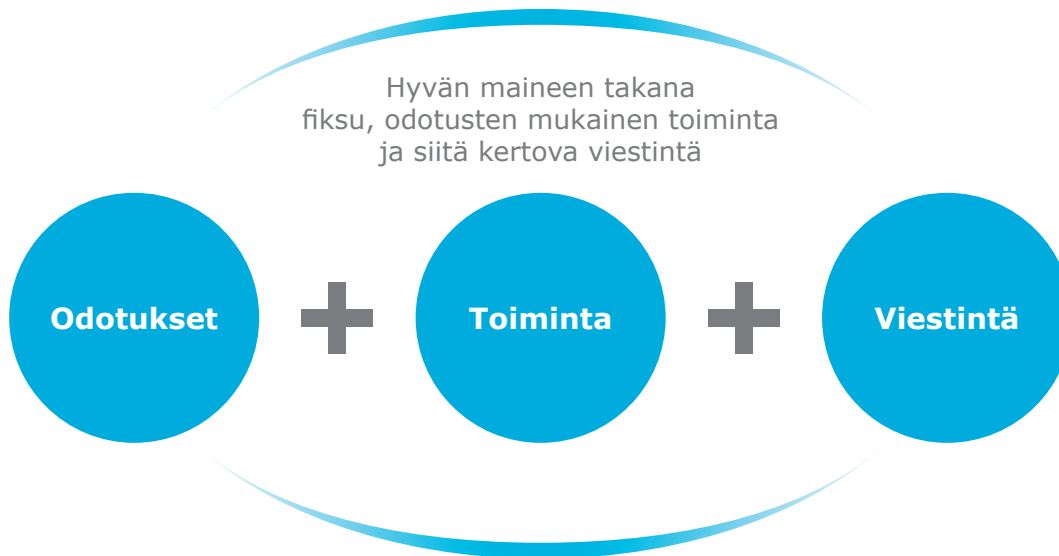 Hyvän maineen takana
fiksu, odotusten mukainen toiminta
ja siitä kertova viestintä
Odotukset
Toiminta
Viestintä